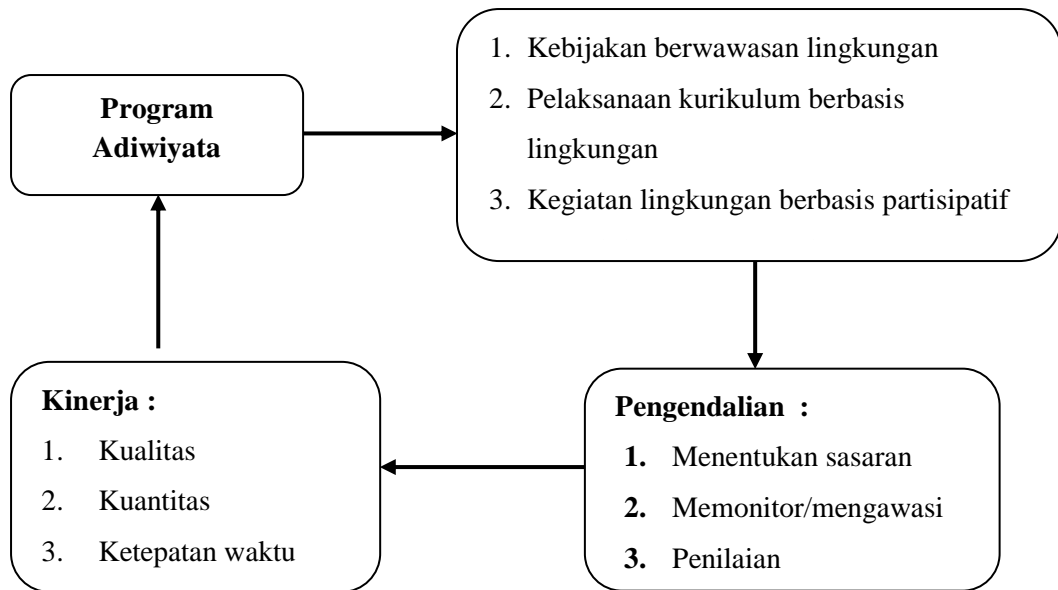 Program
Adiwiyata
1. Kebijakan berwawasan lingkungan
2. Pelaksanaan kurikulum berbasis
lingkungan
3. Kegiatan lingkungan berbasis partisipatif
Kinerja :
1. Kualitas
2. Kuantitas
3. Ketepatan waktu
Pengendalian :
1. Menentukan sasaran
2. Memonitor/mengawasi
3. Penilaian